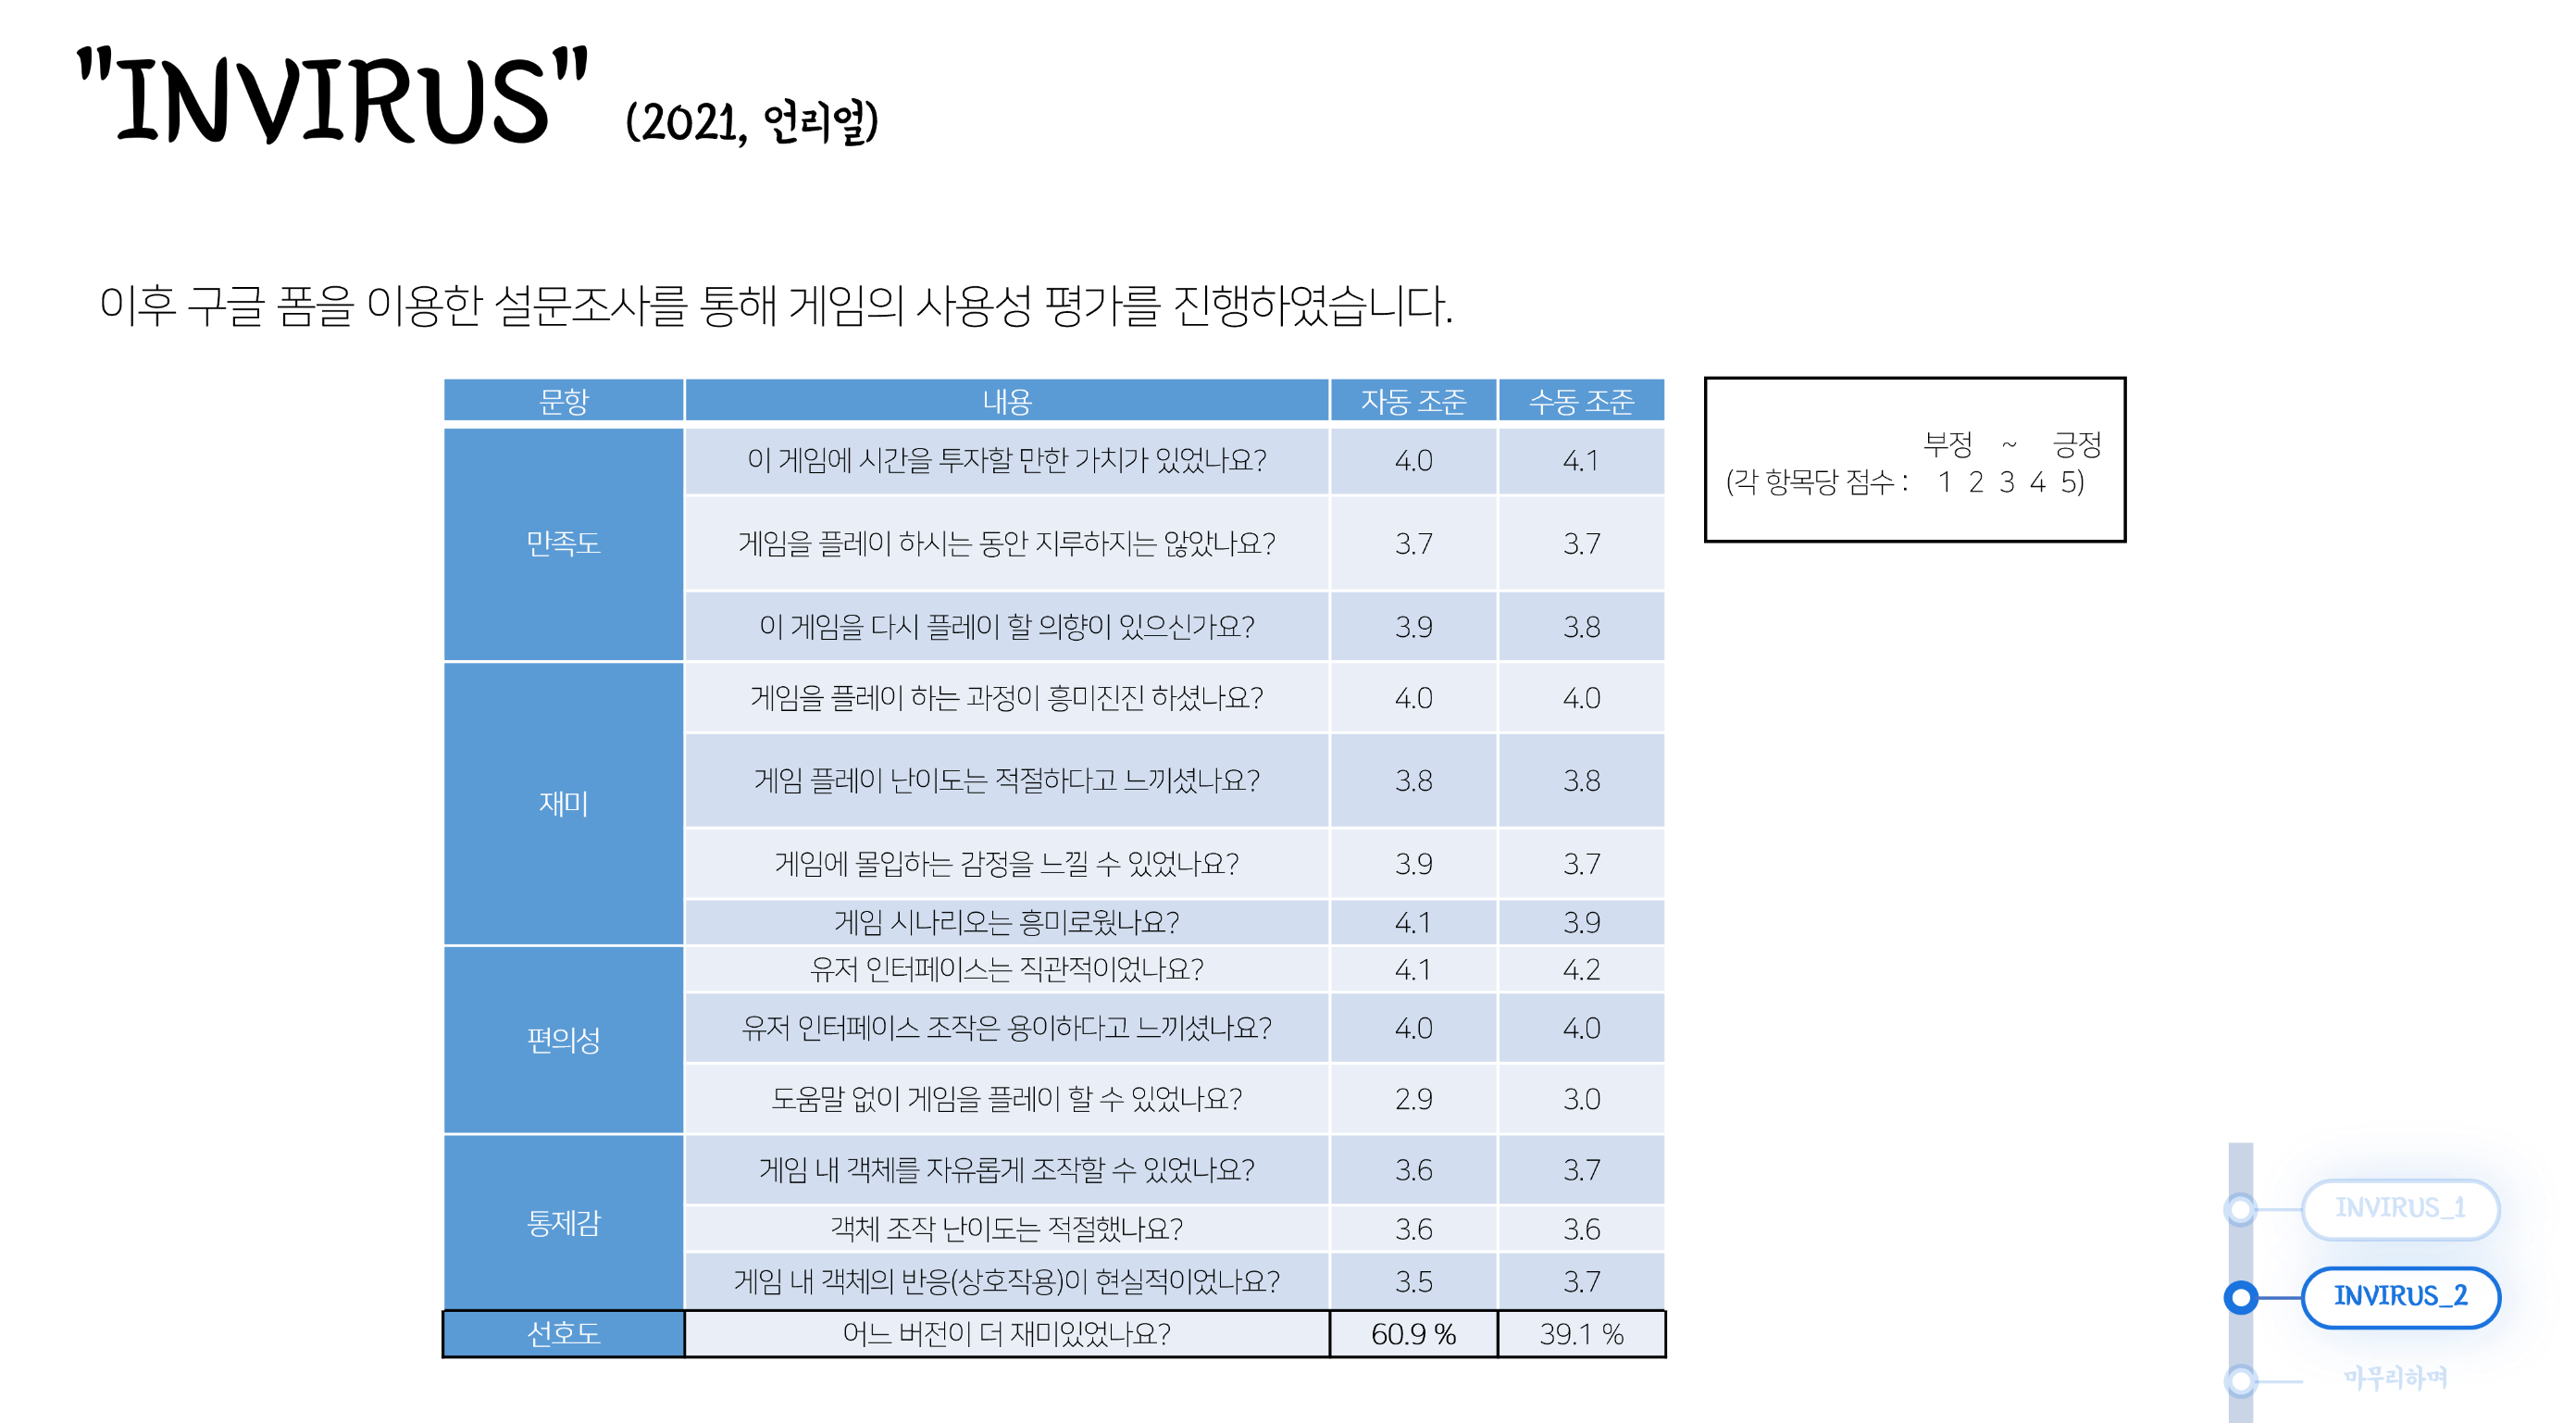 "INVIRUS" (2021, 언리얼)
이후 구글 폼을 이용한 설문조사를 통해 게임의 사용성 평가를 진행하였습니다.
문항 내용 자동 조준 수동 조준
만족도
이 게임에 시간을 투자할 만한 가치가 있었나요? 4.0 4.1
게임을 플레이 하시는 동안 지루하지는 않았나요? 3.7 3.7
이 게임을 다시 플레이 할 의향이 있으신가요? 3.9 3.8
재미
게임을 플레이 하는 과정이 흥미진진 하셨나요? 4.0 4.0
게임 플레이 난이도는 적절하다고 느끼셨나요? 3.8 3.8
게임에 몰입하는 감정을 느낄 수 있었나요? 3.9 3.7
게임 시나리오는 흥미로웠나요? 4.1 3.9
편의성
유저 인터페이스는 직관적이었나요? 4.1 4.2
유저 인터페이스 조작은 용이하다고 느끼셨나요? 4.0 4.0
도움말 없이 게임을 플레이 할 수 있었나요? 2.9 3.0
통제감
게임 내 객체를 자유롭게 조작할 수 있었나요? 3.6 3.7
객체 조작 난이도는 적절했나요? 3.6 3.6
게임 내 객체의 반응(상호작용)이 현실적이었나요? 3.5 3.7
선호도 어느 버전이 더 재미있었나요? 60.9 % 39.1 %
부정 ~ 긍정
(각 항목당 점수 : 1 2 3 4 5)
INVIRUS_1
INVIRUS_2
마무리하며